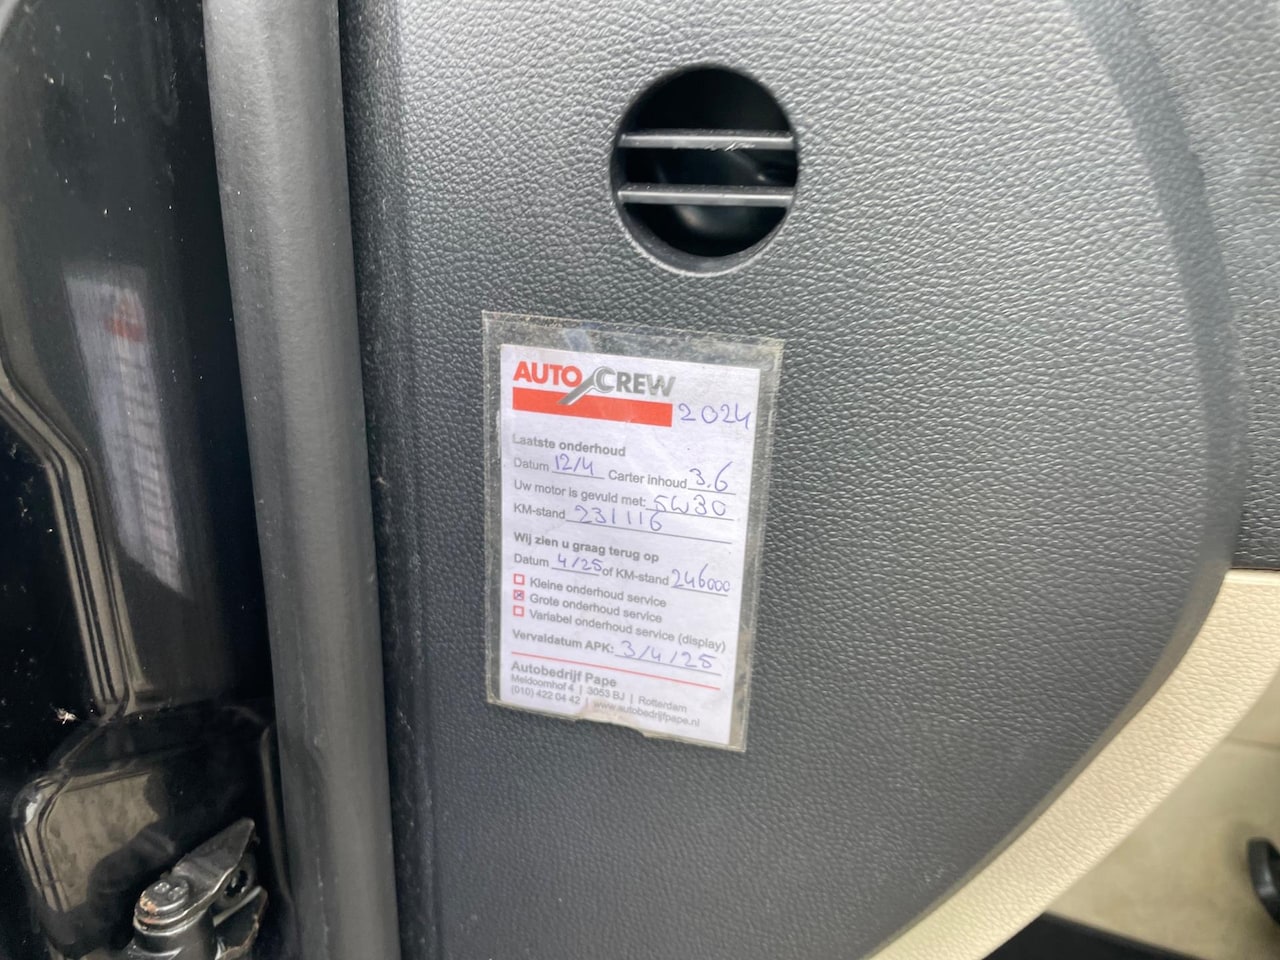 AUTO CREW
2024
Laatste onderhoud
Datum 12/4 Carter inhoud 3.6
Uw motor is gevuld met: 5W30
KM-stand 231116
Wij zien u graag terug op
Datum 4/25 of KM-stand 246000
Kleine onderhoud service
Grote onderhoud service
Variabel onderhoud service (display)
Vervaldatum APK: 3/4/25
Autobedrijf Pape
Meldoornhof 4 | 3053 BJ | Rotterdam
(010) 422 04 42 | www.autobedrijfpape.nl